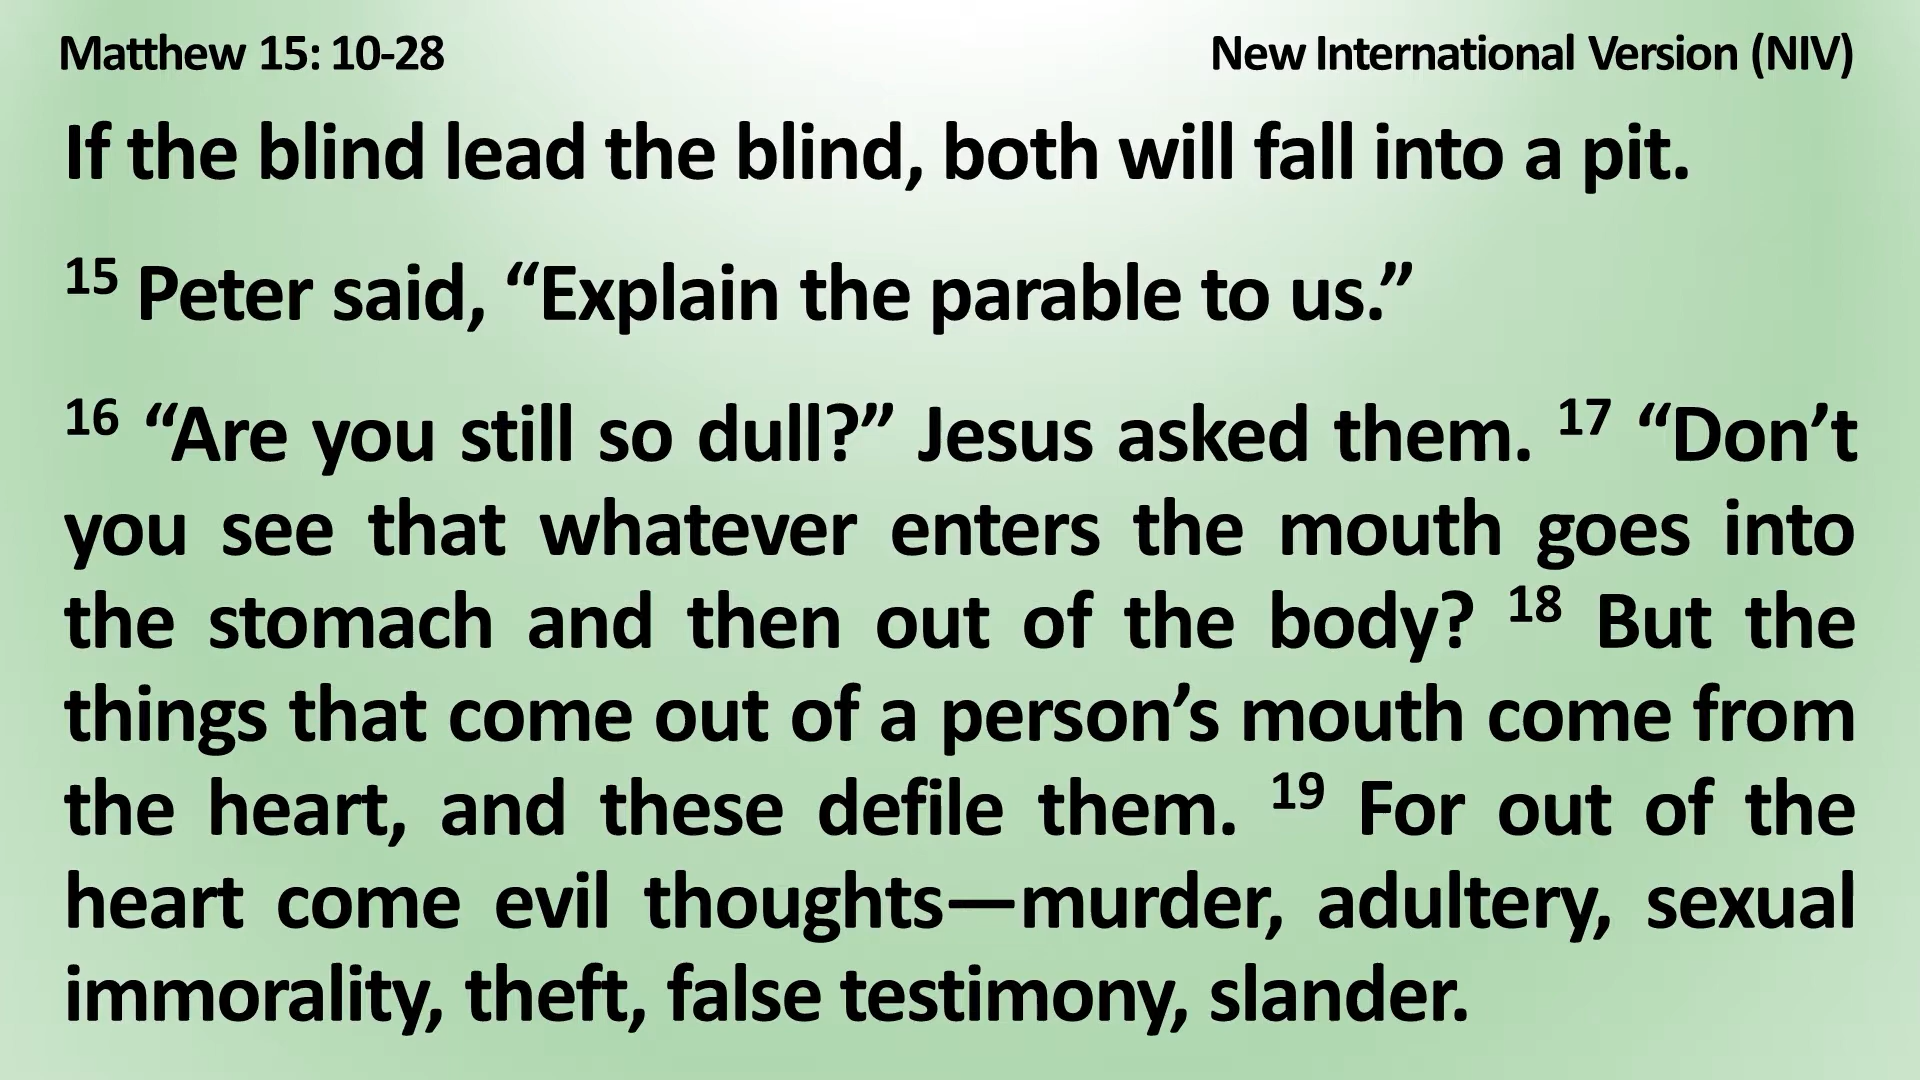 Matthew 15: 10-28
New International Version (NIV)
If the blind lead the blind, both will fall into a pit.
15 Peter said, “Explain the parable to us.”
16 “Are you still so dull?” Jesus asked them. 17 “Don’t
you see that whatever enters the mouth goes into
the stomach and then out of the body? 18 But the
things that come out of a person’s mouth come from
the heart, and these defile them. 19 For out of the
heart come evil thoughts—murder, adultery, sexual
immorality, theft, false testimony, slander.